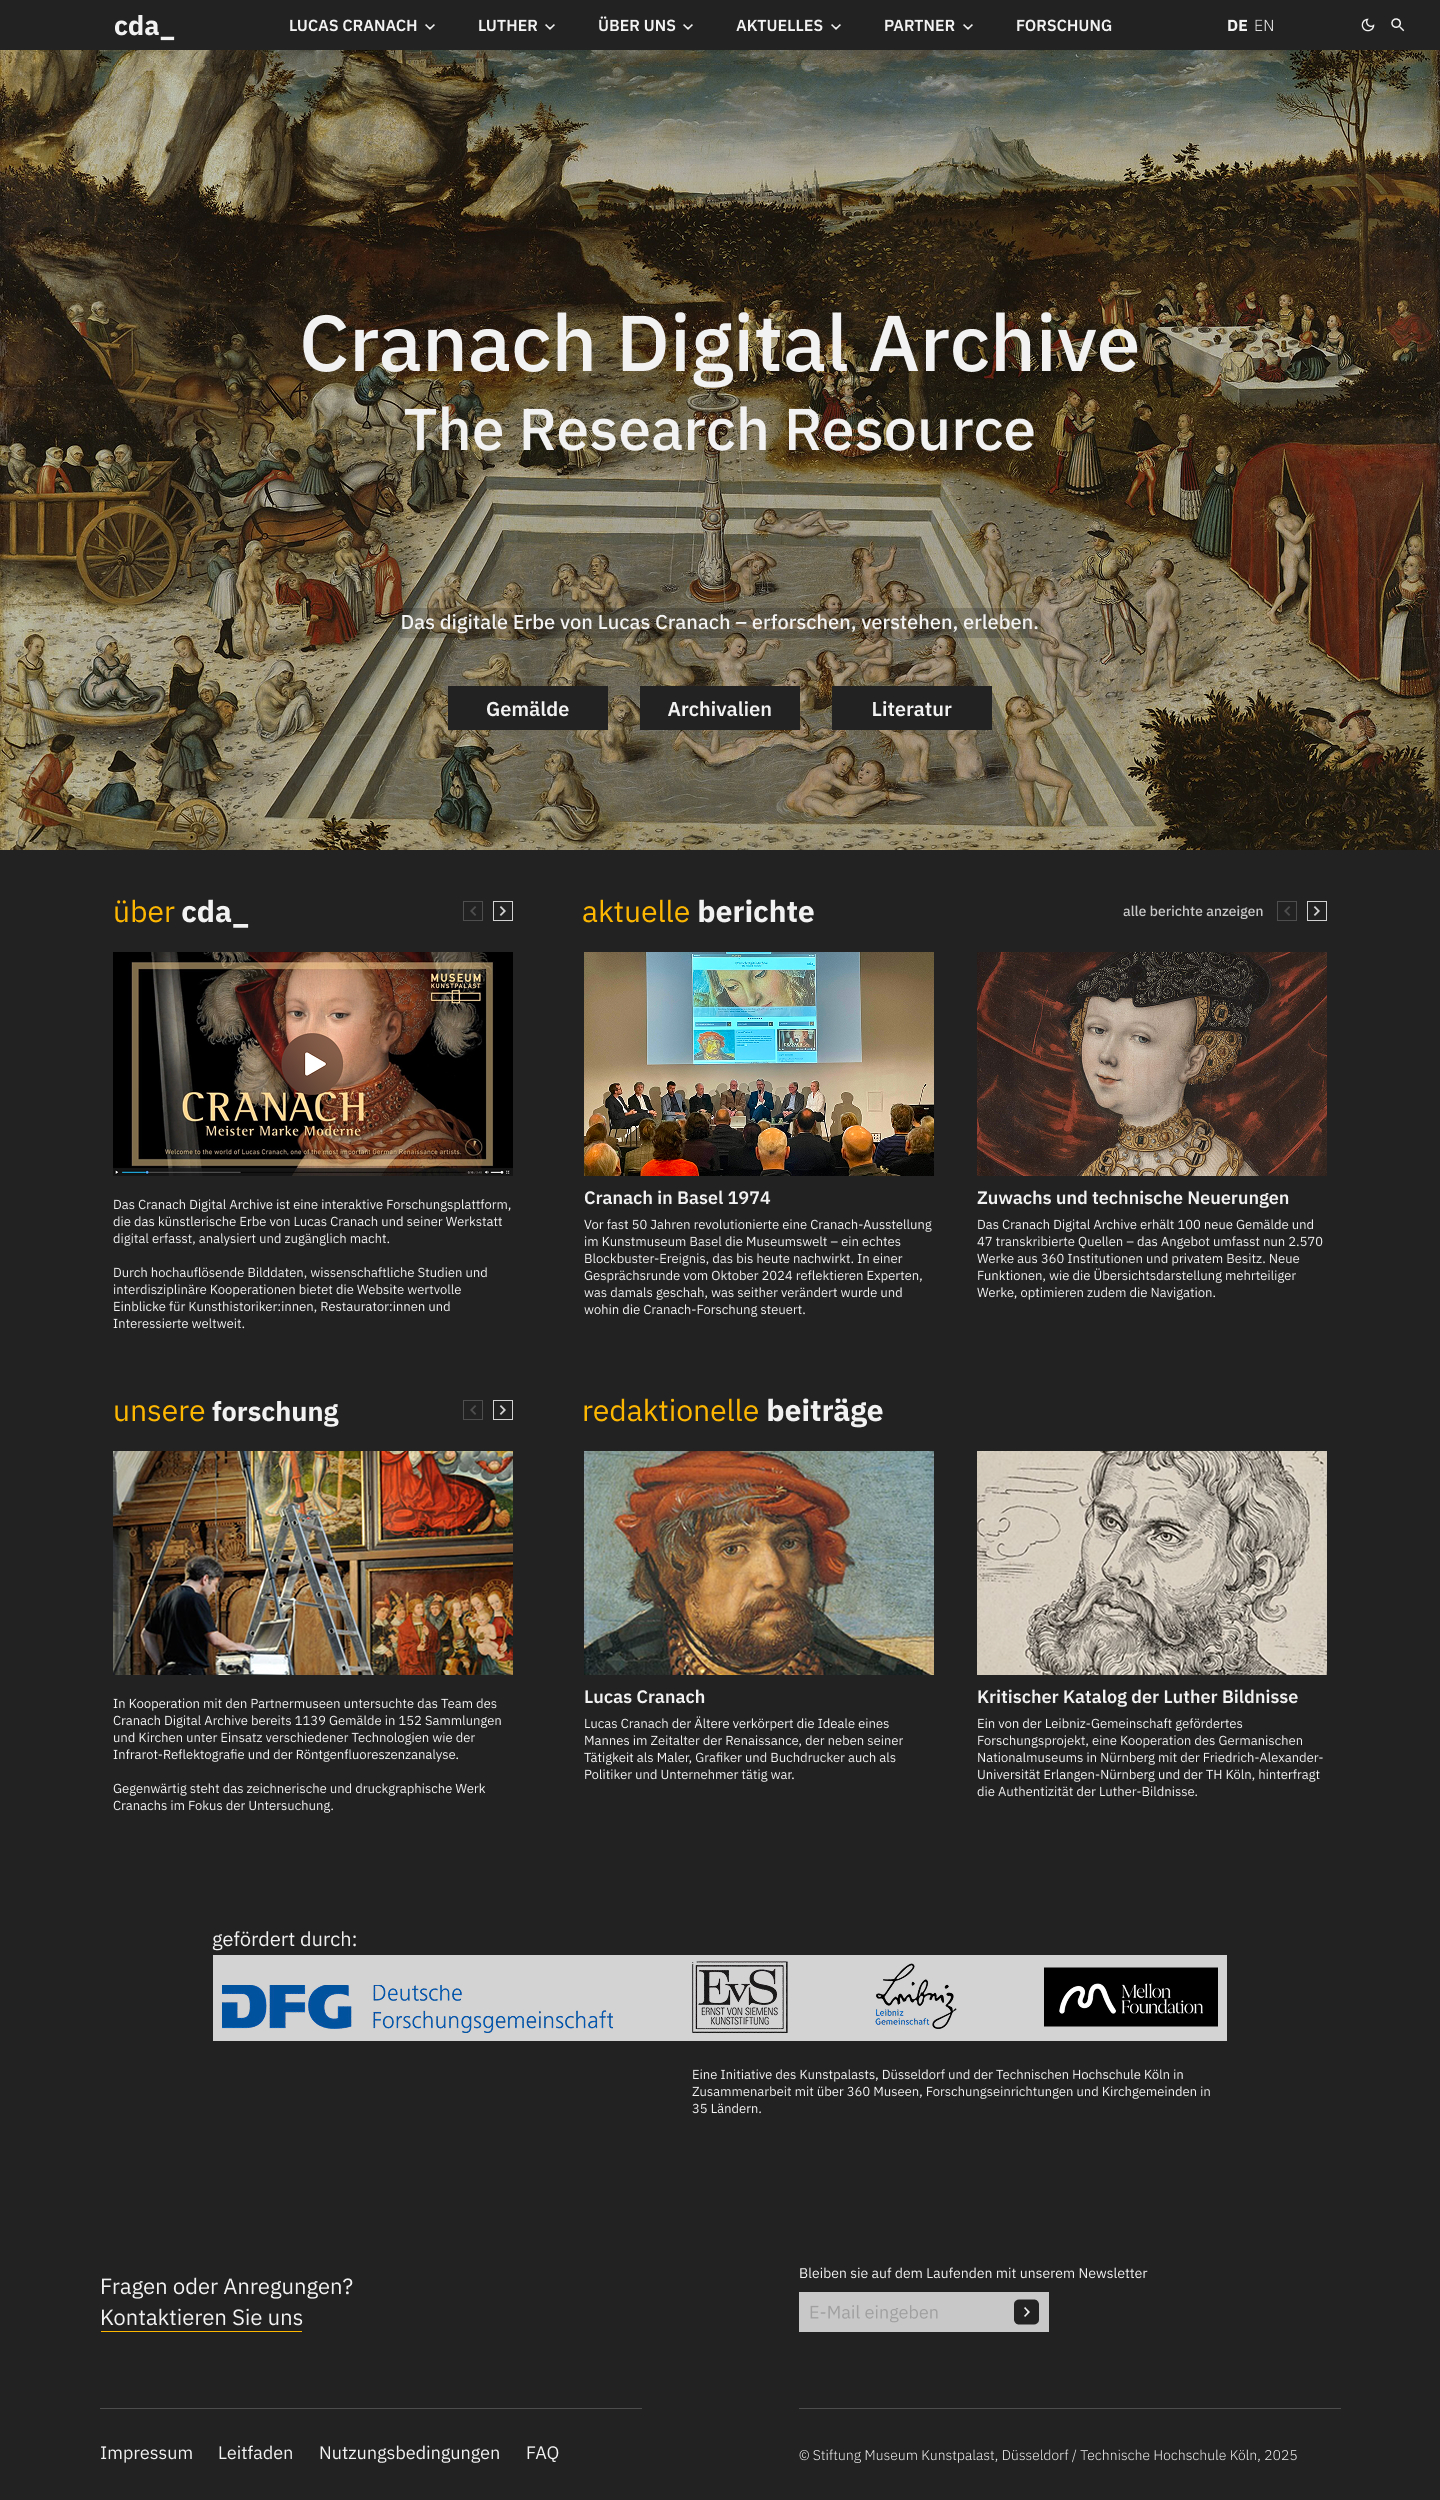 cda_
LUCAS CRANACH
LUTHER
ÜBER UNS
AKTUELLES
PARTNER
FORSCHUNG
DE EN
Cranach Digital Archive
The Research Resource
Das digitale Erbe von Lucas Cranach – erforschen, verstehen, erleben.
Gemälde
Archivalien
Literatur
über cda_
MUSEUM
KUNSTPALAST
CRANACH
Meister Marke Moderne
Welcome to the world of Lucas Cranach, one of the most important German Renaissance artists.
Das Cranach Digital Archive ist eine interaktive Forschungsplattform,
die das künstlerische Erbe von Lucas Cranach und seiner Werkstatt
digital erfasst, analysiert und zugänglich macht.
Durch hochauflösende Bilddaten, wissenschaftliche Studien und
interdisziplinäre Kooperationen bietet die Website wertvolle
Einblicke für Kunsthistoriker:innen, Restaurator:innen und
Interessierte weltweit.
aktuelle berichte
alle berichte anzeigen
Cranach in Basel 1974
Vor fast 50 Jahren revolutionierte eine Cranach-Ausstellung
im Kunstmuseum Basel die Museumswelt – ein echtes
Blockbuster-Ereignis, das bis heute nachwirkt. In einer
Gesprächsrunde vom Oktober 2024 reflektieren Experten,
was damals geschah, was seither verändert wurde und
wohin die Cranach-Forschung steuert.
Zuwachs und technische Neuerungen
Das Cranach Digital Archive erhält 100 neue Gemälde und
47 transkribierte Quellen – das Angebot umfasst nun 2.570
Werke aus 360 Institutionen und privatem Besitz. Neue
Funktionen, wie die Übersichtsdarstellung mehrteiliger
Werke, optimieren zudem die Navigation.
unsere forschung
In Kooperation mit den Partnermuseen untersuchte das Team des
Cranach Digital Archive bereits 1139 Gemälde in 152 Sammlungen
und Kirchen unter Einsatz verschiedener Technologien wie der
Infrarot-Reflektografie und der Röntgenfluoreszenzanalyse.
Gegenwärtig steht das zeichnerische und druckgraphische Werk
Cranachs im Fokus der Untersuchung.
redaktionelle beiträge
Lucas Cranach
Lucas Cranach der Ältere verkörpert die Ideale eines
Mannes im Zeitalter der Renaissance, der neben seiner
Tätigkeit als Maler, Grafiker und Buchdrucker auch als
Politiker und Unternehmer tätig war.
Kritischer Katalog der Luther Bildnisse
Ein von der Leibniz-Gemeinschaft gefördertes
Forschungsprojekt, eine Kooperation des Germanischen
Nationalmuseums in Nürnberg mit der Friedrich-Alexander-
Universität Erlangen-Nürnberg und der TH Köln, hinterfragt
die Authentizität der Luther-Bildnisse.
gefördert durch:
DFG
Deutsche
Forschungsgemeinschaft
EvS
ERNST VON SIEMENS
KUNSTSTIFTUNG
Leibniz
Leibniz
Gemeinschaft
Mellon
Foundation
Eine Initiative des Kunstpalasts, Düsseldorf und der Technischen Hochschule Köln in
Zusammenarbeit mit über 360 Museen, Forschungseinrichtungen und Kirchgemeinden in
35 Ländern.
Fragen oder Anregungen?
Kontaktieren Sie uns
Bleiben sie auf dem Laufenden mit unserem Newsletter
E-Mail eingeben
Impressum
Leitfaden
Nutzungsbedingungen
FAQ
© Stiftung Museum Kunstpalast, Düsseldorf / Technische Hochschule Köln, 2025